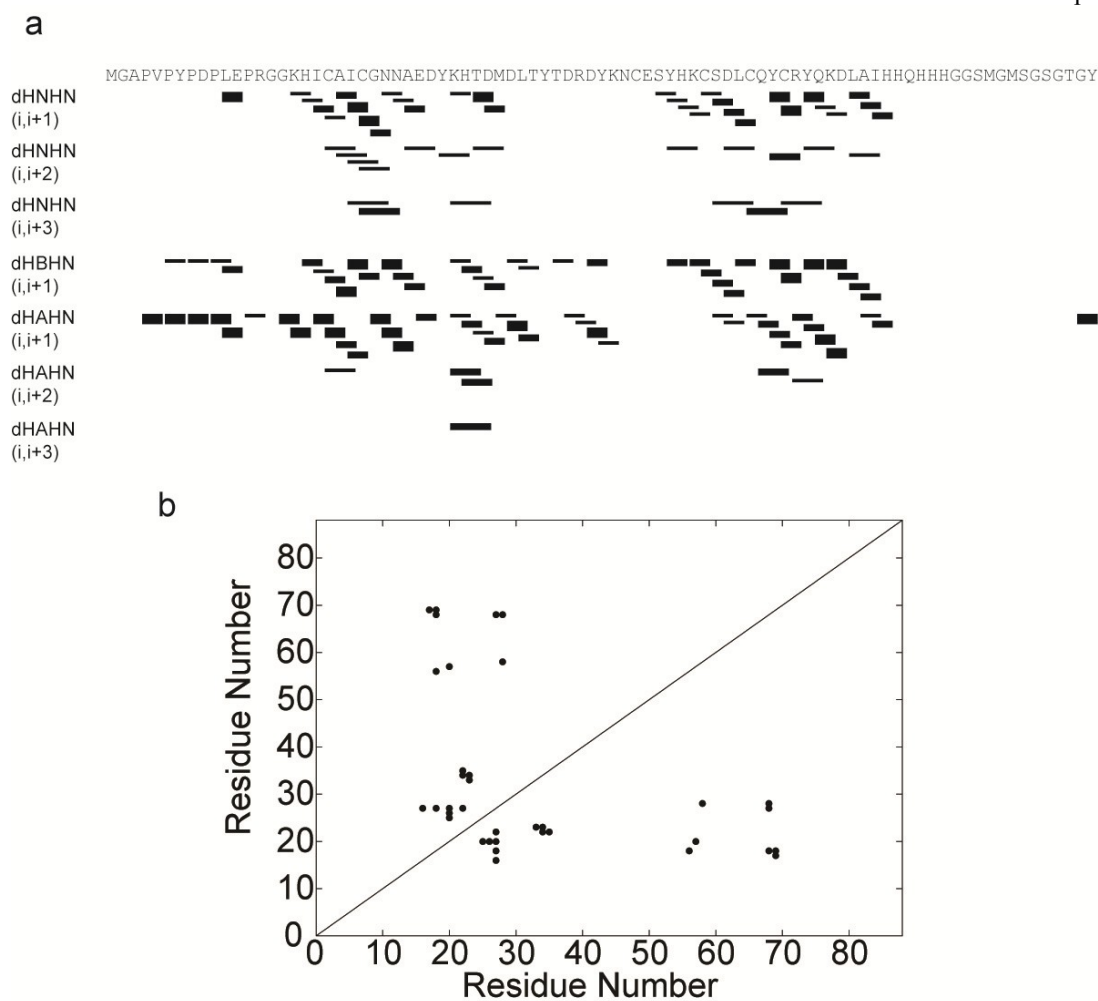 a
MGAPVPYPDPLEPRGGKHICAICGNNAEDYKHTDMDLTYTDRDYKNCESYHKCSDLCQYCRYQKDLAIHHQHHHGGSMGMSGSGTGY
dHNHN
(i,i+1)
dHNHN
(i,i+2)
dHNHN
(i,i+3)
dHBHN
(i,i+1)
dHAHN
(i,i+1)
dHAHN
(i,i+2)
dHAHN
(i,i+3)
b
80
70
60
50
40
30
20
10
0
Residue Number
0 10 20 30 40 50 60 70 80
Residue Number